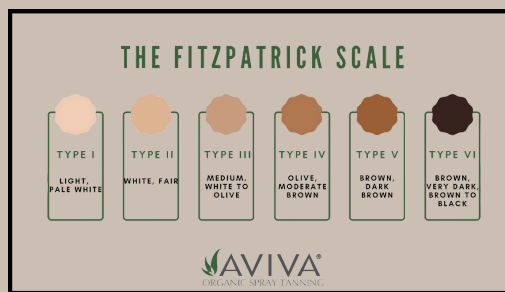 THE FITZPATRICK SCALE
TYPE I
LIGHT,
PALE WHITE
TYPE II
WHITE, FAIR
TYPE III
MEDIUM,
WHITE TO
OLIVE
TYPE IV
OLIVE,
MODERATE
BROWN
TYPE V
BROWN,
DARK
BROWN
TYPE VI
BROWN,
VERY DARK,
BROWN TO
BLACK
AVIVA®
ORGANIC SPRAY TANNING